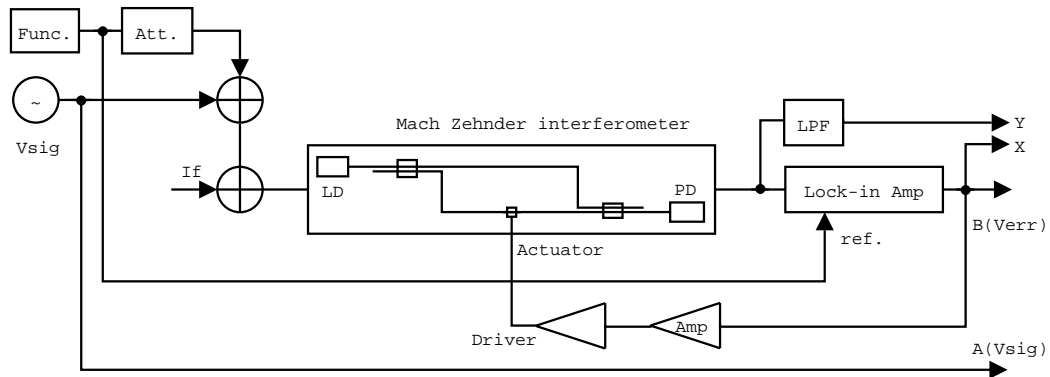 Func.
Att.
~
Vsig
Mach Zehnder interferometer
LPF
Y
X
If
LD
PD
Lock-in Amp
B(Verr)
ref.
Actuator
Driver
Amp
A(Vsig)